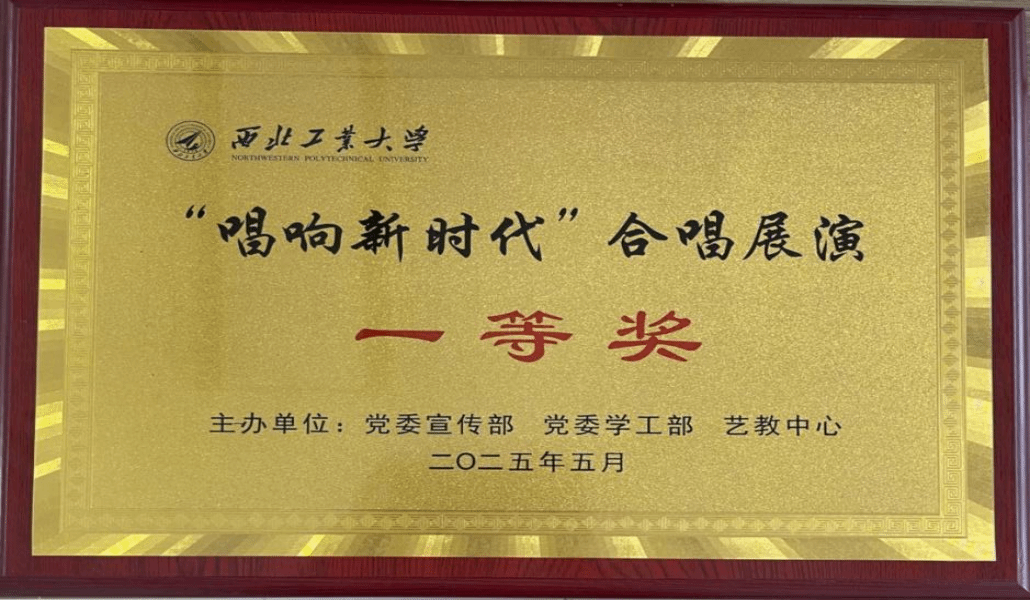 西北工业大学
NORTHWESTERN POLYTECHNICAL UNIVERSITY
“唱响新时代”合唱展演
一等奖
主办单位：党委宣传部 党委学工部 艺教中心
二〇二五年五月